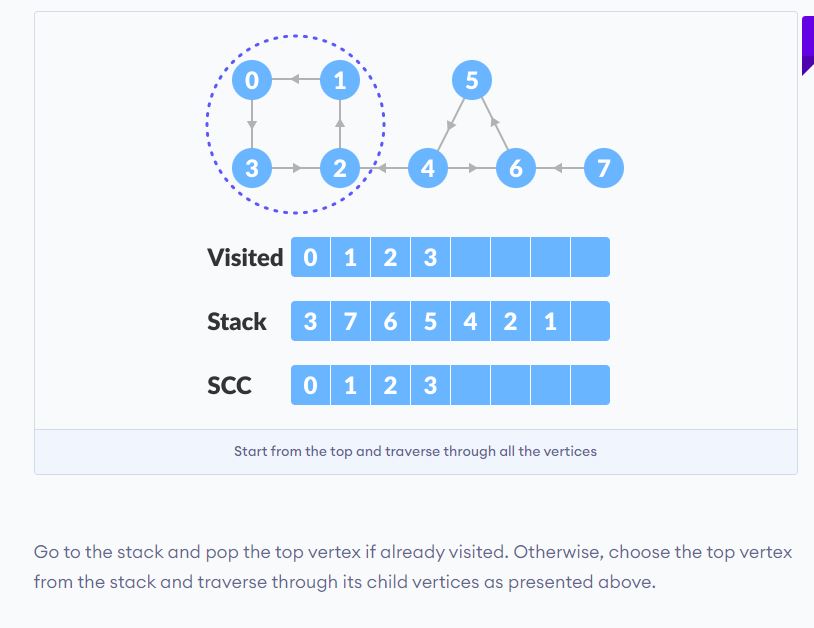 0 1 5
3 2 4 6 7
Visited 0 1 2 3
Stack 3 7 6 5 4 2 1
SCC 0 1 2 3
Start from the top and traverse through all the vertices
Go to the stack and pop the top vertex if already visited. Otherwise, choose the top vertex
from the stack and traverse through its child vertices as presented above.